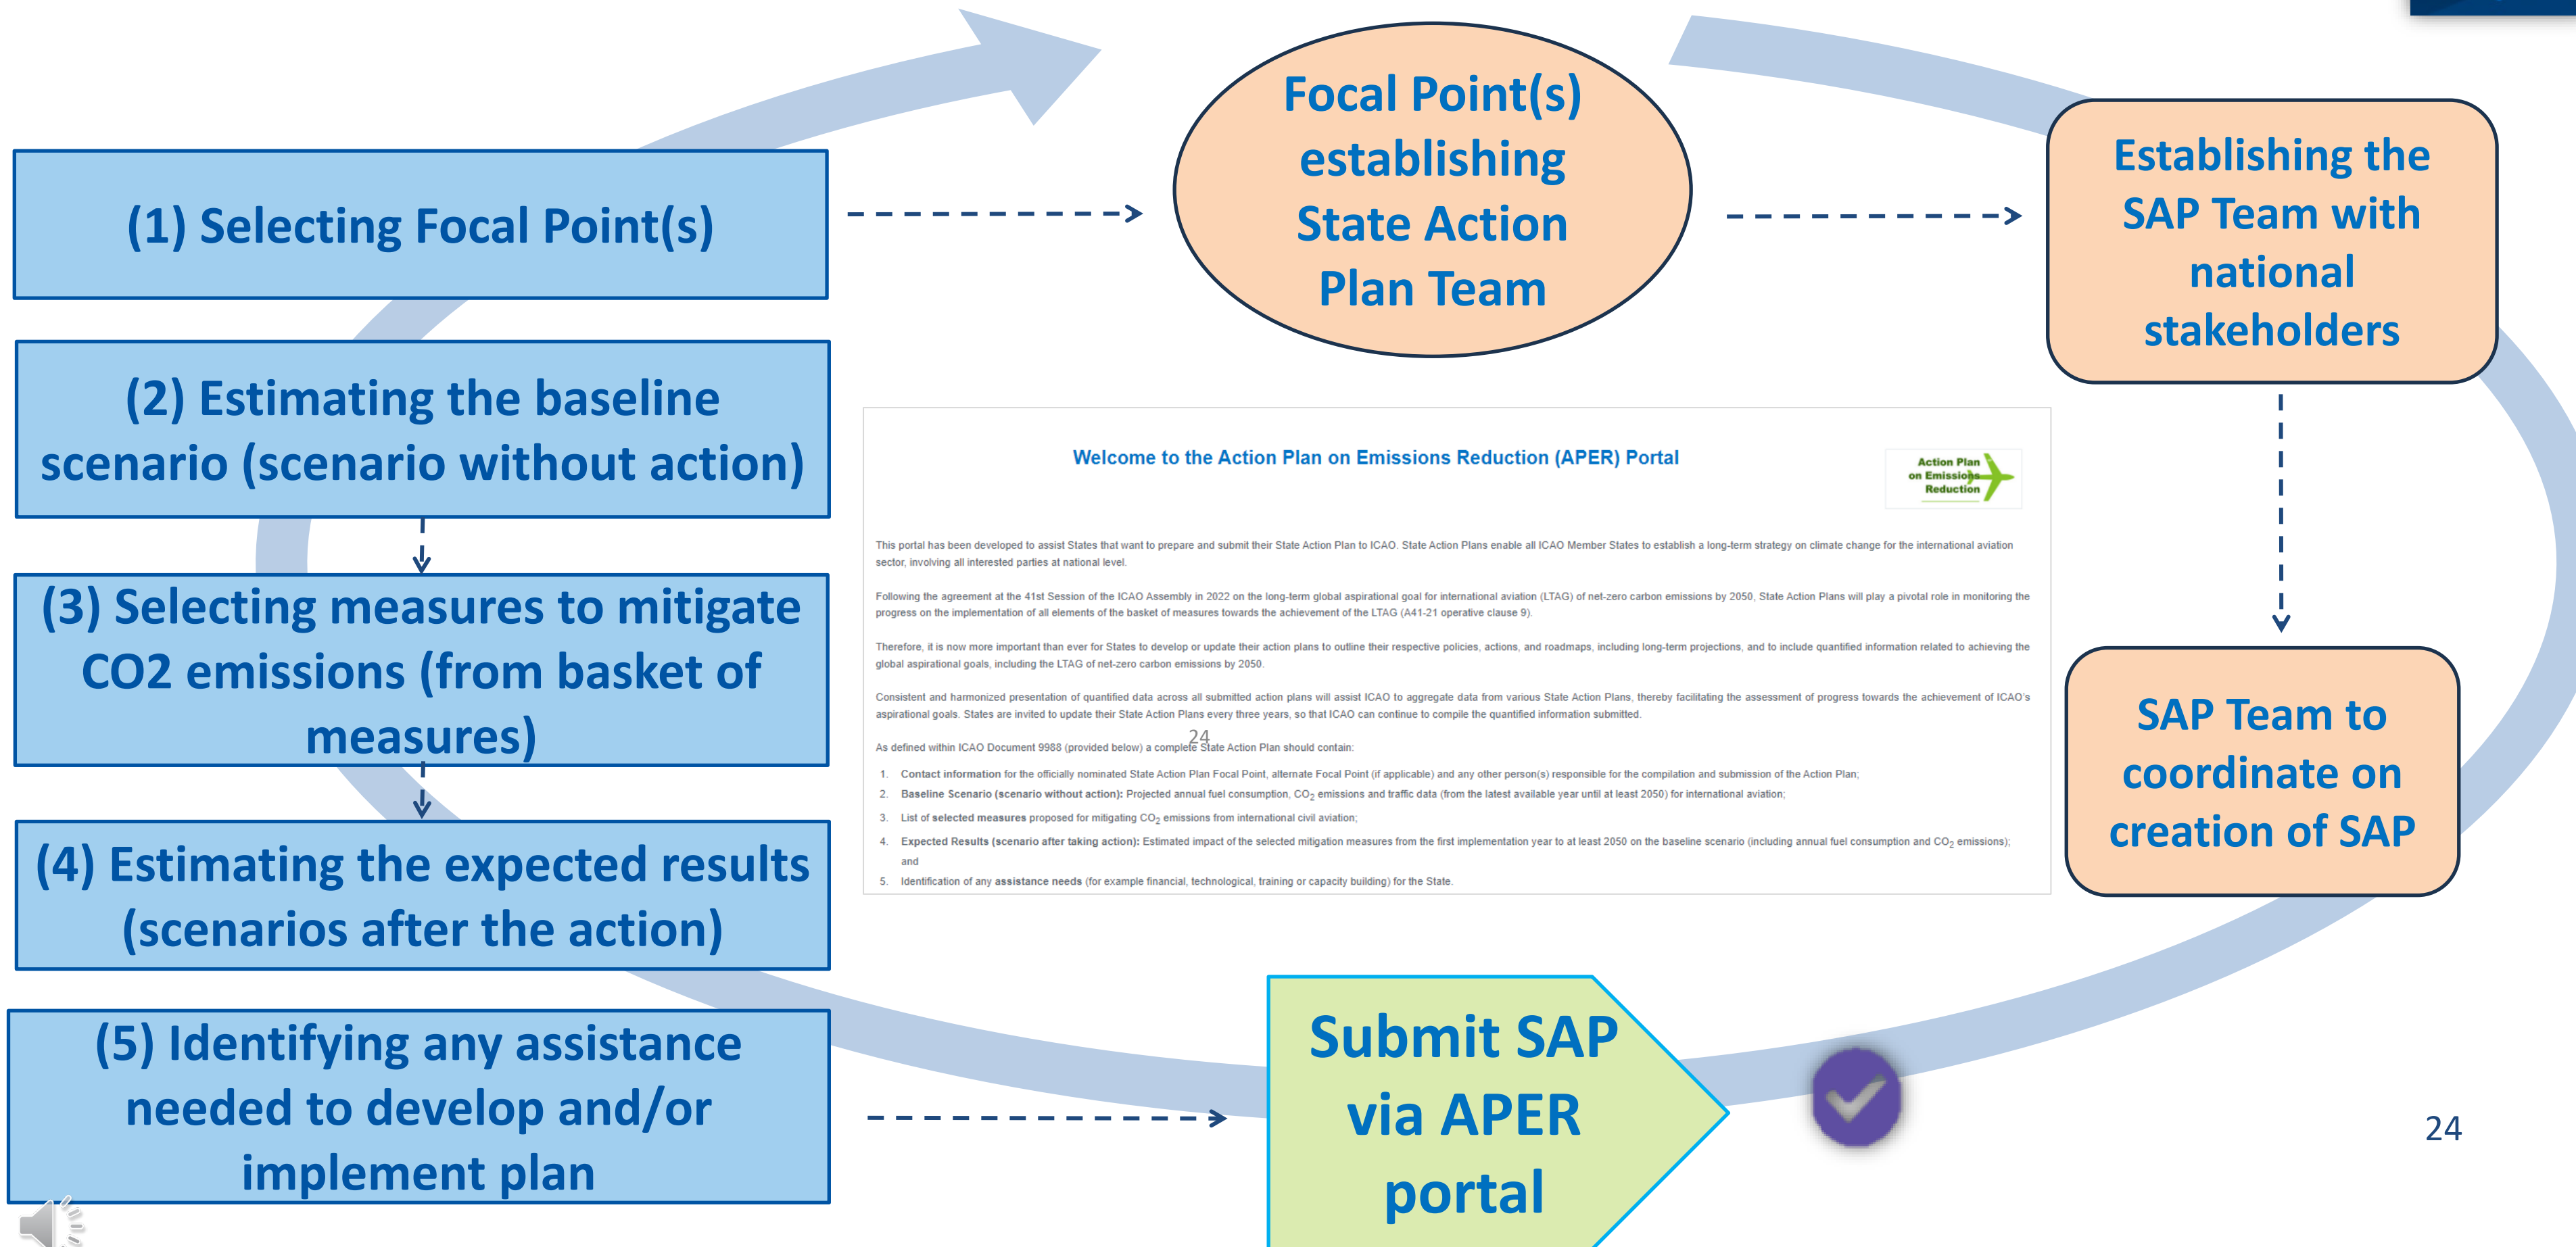 (1) Selecting Focal Point(s)
Focal Point(s)
establishing
State Action
Plan Team
Establishing the
SAP Team with
national
stakeholders
(2) Estimating the baseline
scenario (scenario without action)
(3) Selecting measures to mitigate
CO2 emissions (from basket of
measures)
(4) Estimating the expected results
(scenarios after the action)
(5) Identifying any assistance
needed to develop and/or
implement plan
Welcome to the Action Plan on Emissions Reduction (APER) Portal
Action Plan
on Emissions
Reduction
This portal has been developed to assist States that want to prepare and submit their State Action Plan to ICAO. State Action Plans enable all ICAO Member States to establish a long-term strategy on climate change for the international aviation
sector, involving all interested parties at national level.
Following the agreement at the 41st Session of the ICAO Assembly in 2022 on the long-term global aspirational goal for international aviation (LTAG) of net-zero carbon emissions by 2050, State Action Plans will play a pivotal role in monitoring the
progress on the implementation of all elements of the basket of measures towards the achievement of the LTAG (A41-21 operative clause 9).
Therefore, it is now more important than ever for States to develop or update their action plans to outline their respective policies, actions, and roadmaps, including long-term projections, and to include quantified information related to achieving the
global aspirational goals, including the LTAG of net-zero carbon emissions by 2050.
Consistent and harmonized presentation of quantified data across all submitted action plans will assist ICAO to aggregate data from various State Action Plans, thereby facilitating the assessment of progress towards the achievement of ICAO's
aspirational goals. States are invited to update their State Action Plans every three years, so that ICAO can continue to compile the quantified information submitted.
24
As defined within ICAO Document 9988 (provided below) a complete State Action Plan should contain:
1. Contact information for the officially nominated State Action Plan Focal Point, alternate Focal Point (if applicable) and any other person(s) responsible for the compilation and submission of the Action Plan;
2. Baseline Scenario (scenario without action): Projected annual fuel consumption, CO2 emissions and traffic data (from the latest available year until at least 2050) for international aviation;
3. List of selected measures proposed for mitigating CO2 emissions from international civil aviation;
4. Expected Results (scenario after taking action): Estimated impact of the selected mitigation measures from the first implementation year to at least 2050 on the baseline scenario (including annual fuel consumption and CO2 emissions);
and
5. Identification of any assistance needs (for example financial, technological, training or capacity building) for the State.
SAP Team to
coordinate on
creation of SAP
Submit SAP
via APER
portal
24